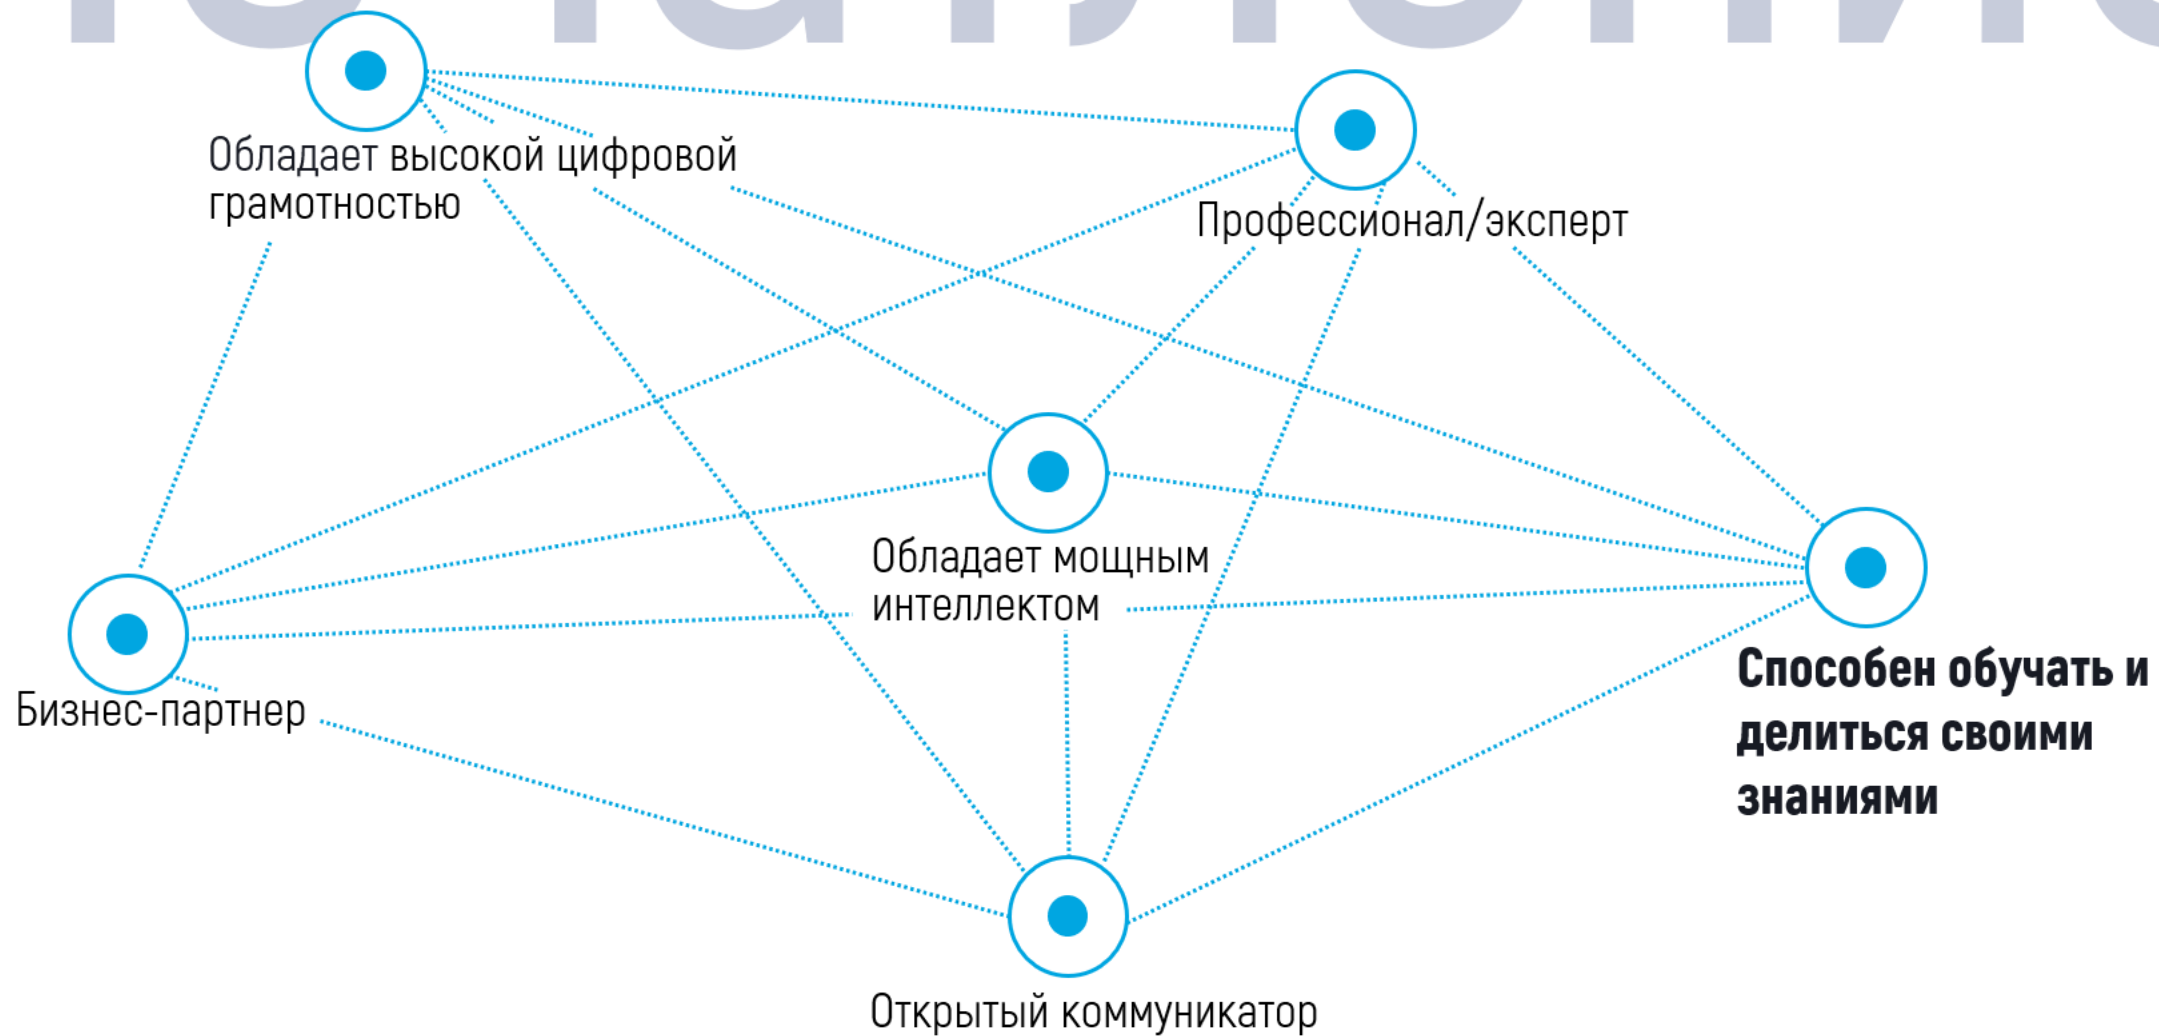 Обладает высокой цифровой
грамотностью
Профессионал/эксперт
Обладает мощным
интеллектом
Способен обучать и
делиться своими
знаниями
Бизнес-партнер
Открытый коммуникатор